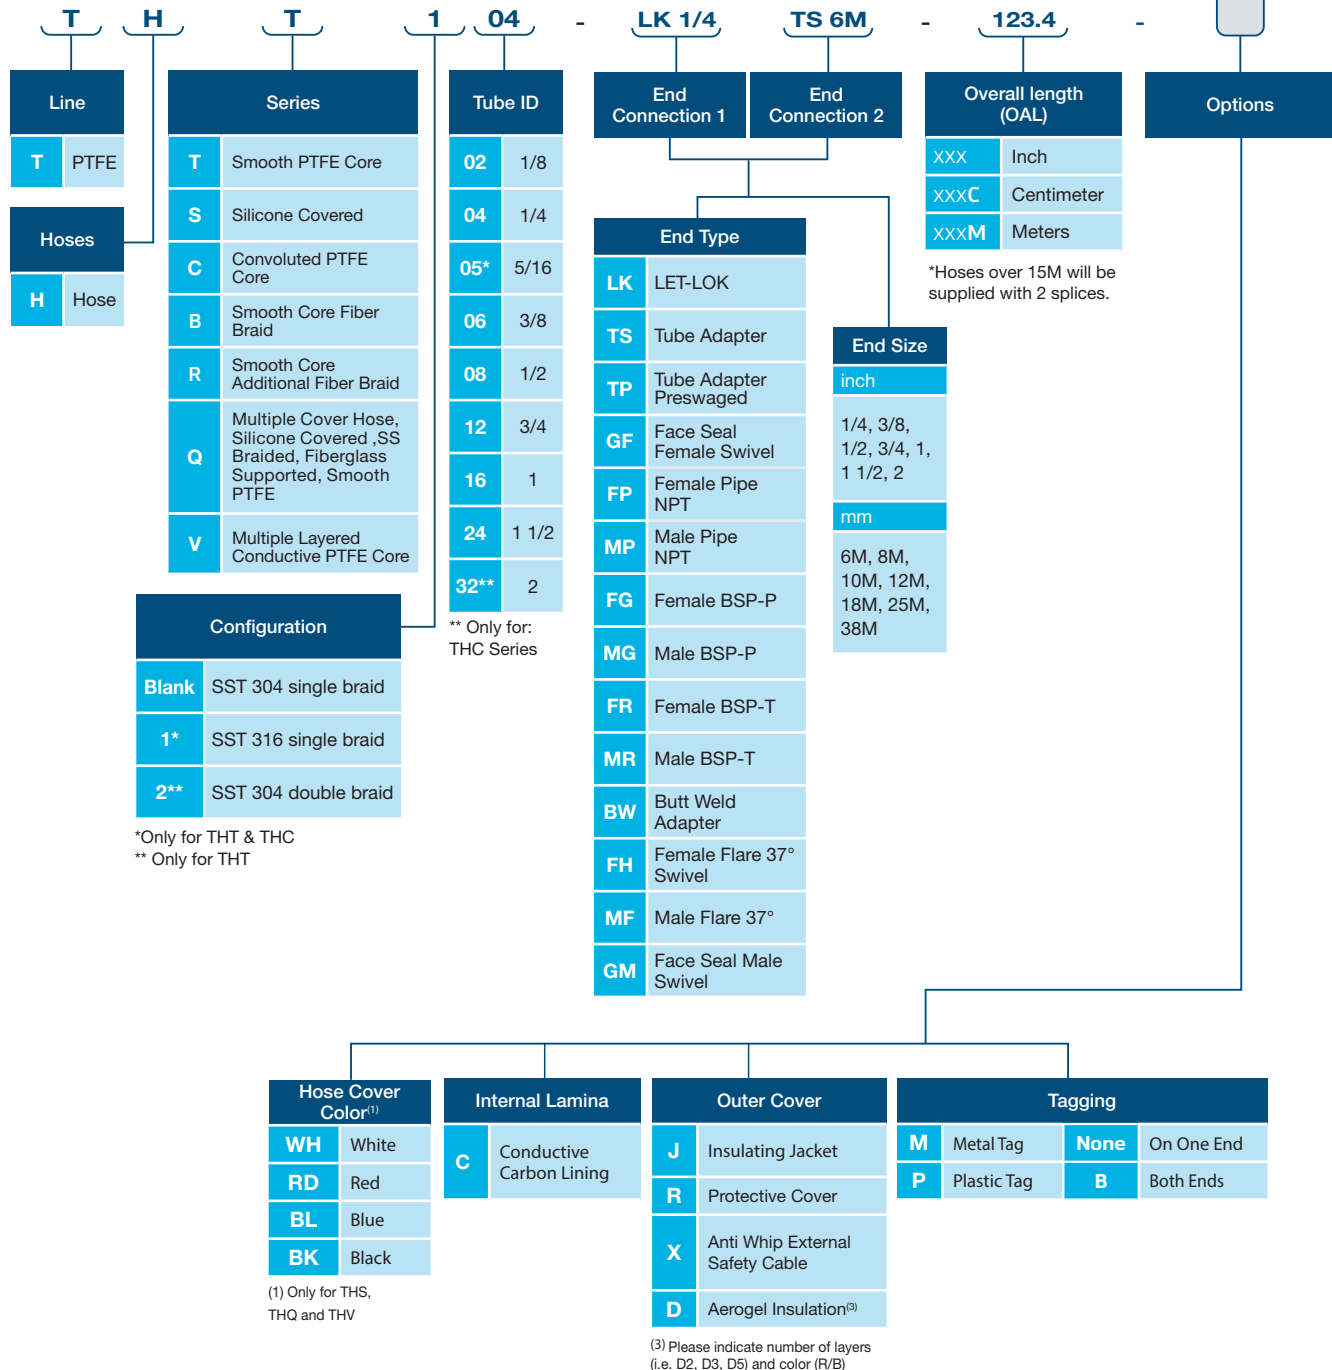 T H T 1 04 - LK 1/4 TS 6M - 123.4 -
Line
T PTFE
Hoses
H Hose
Series
T Smooth PTFE Core
S Silicone Covered
C Convoluted PTFE
Core
B Smooth Core Fiber
Braid
R Smooth Core
Additional Fiber Braid
Q Multiple Cover Hose,
Silicone Covered ,SS
Braided, Fiberglass
Supported, Smooth
PTFE
V Multiple Layered
Conductive PTFE Core
Configuration
Blank SST 304 single braid
1* SST 316 single braid
2** SST 304 double braid
*Only for THT & THC
** Only for THT
Tube ID
02 1/8
04 1/4
05* 5/16
06 3/8
08 1/2
12 3/4
16 1
24 1 1/2
32** 2
** Only for:
THC Series
End
Connection 1
End
Connection 2
End Type
LK LET-LOK
TS Tube Adapter
TP Tube Adapter
Preswaged
GF Face Seal
Female Swivel
FP Female Pipe
NPT
MP Male Pipe
NPT
FG Female BSP-P
MG Male BSP-P
FR Female BSP-T
MR Male BSP-T
BW Butt Weld
Adapter
FH Female Flare 37°
Swivel
MF Male Flare 37°
GM Face Seal Male
Swivel
End Size
inch
1/4, 3/8,
1/2, 3/4, 1,
1 1/2, 2
mm
6M, 8M,
10M, 12M,
18M, 25M,
38M
Overall length
(OAL)
XXX Inch
XXXC Centimeter
XXXM Meters
*Hoses over 15M will be
supplied with 2 splices.
Options
Hose Cover
Color(1)
WH White
RD Red
BL Blue
BK Black
(1) Only for THS,
THQ and THV
Internal Lamina
C Conductive
Carbon Lining
Outer Cover
J Insulating Jacket
R Protective Cover
X Anti Whip External
Safety Cable
D Aerogel Insulation(3)
(3) Please indicate number of layers
(i.e. D2, D3, D5) and color (R/B)
Tagging
M Metal Tag None On One End
P Plastic Tag B Both Ends